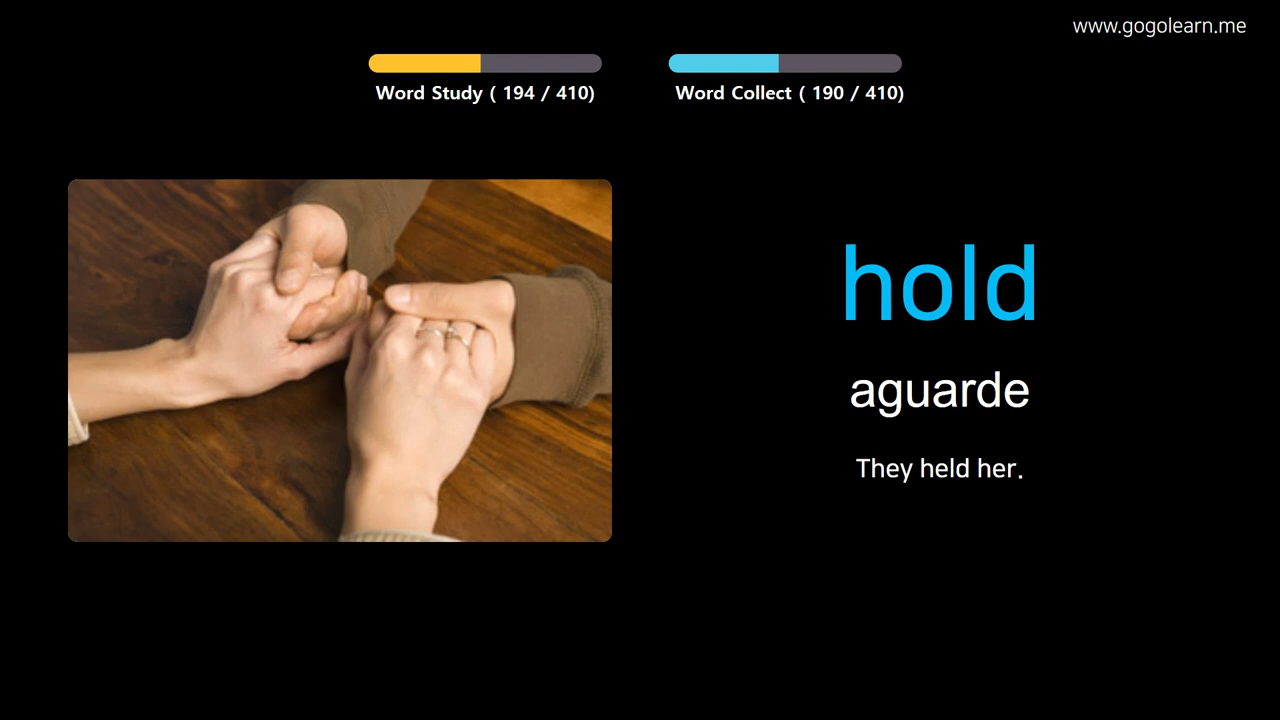 www.gogolearn.me
Word Study ( 194 / 410)
Word Collect ( 190 / 410)
hold
aguarde
They held her.